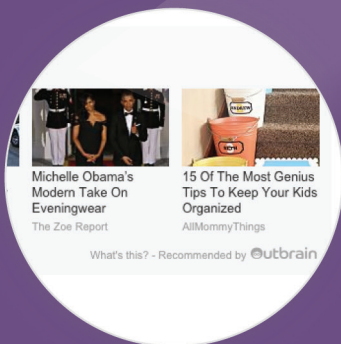 Michelle Obama's
Modern Take On
Eveningwear
The Zoe Report
15 Of The Most Genius
Tips To Keep Your Kids
Organized
AllMommyThings
What's this? - Recommended by Outbrain